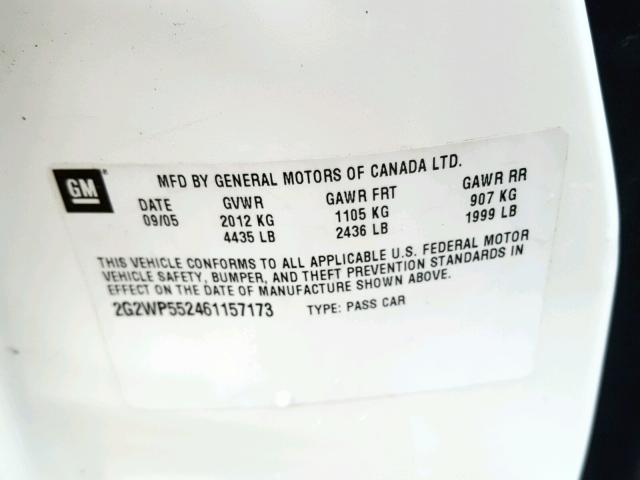 GM
MFD BY GENERAL MOTORS OF CANADA LTD.
DATE GVWR GAWR FRT GAWR RR
09/05 2012 KG 1105 KG 907 KG
4435 LB 2436 LB 1999 LB
THIS VEHICLE CONFORMS TO ALL APPLICABLE U.S. FEDERAL MOTOR
VEHICLE SAFETY, BUMPER, AND THEFT PREVENTION STANDARDS IN
EFFECT ON THE DATE OF MANUFACTURE SHOWN ABOVE.
2G2WP552461157173 TYPE: PASS CAR